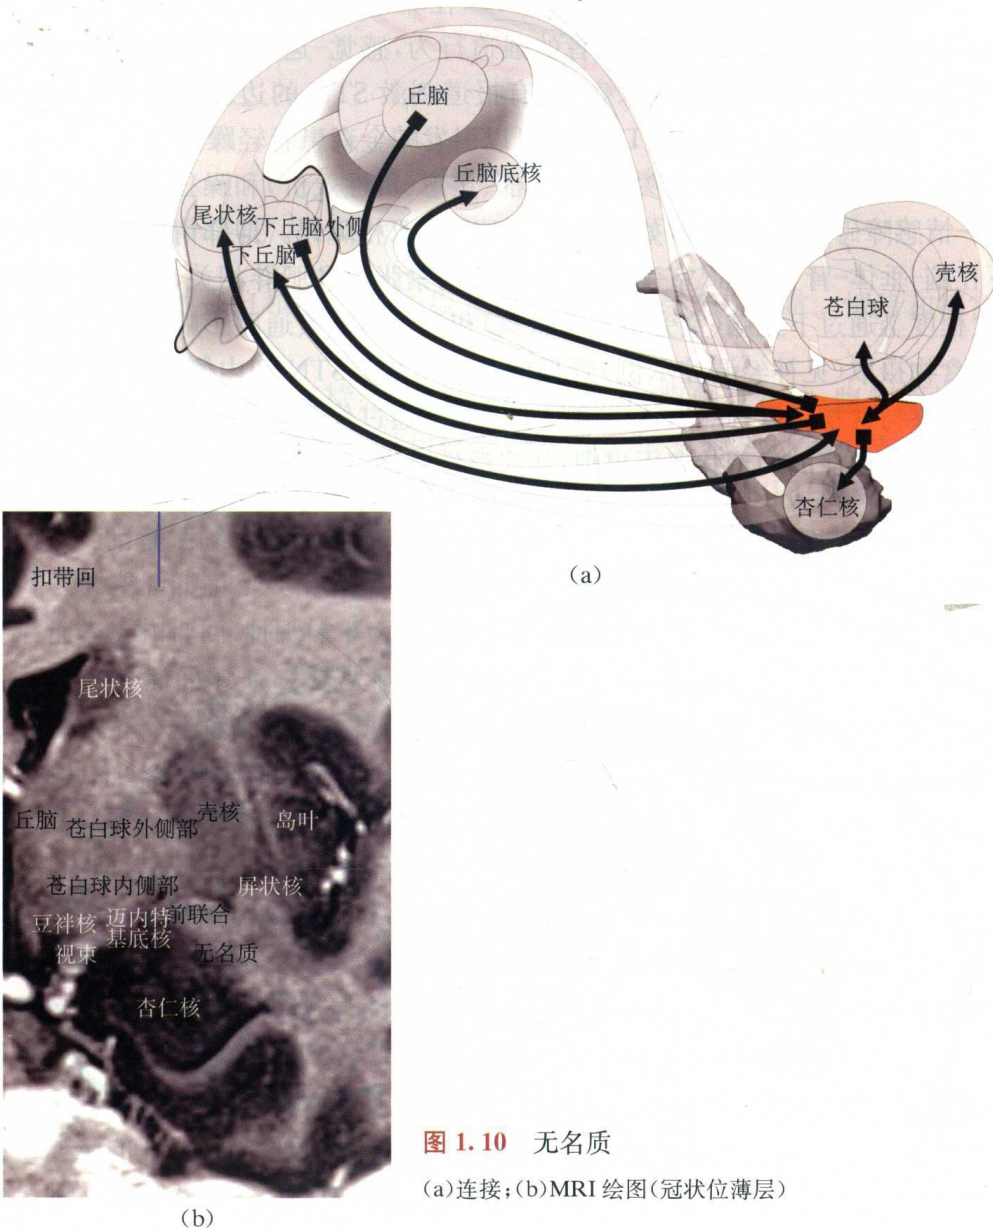 丘脑
丘脑底核
尾状核
下丘脑外侧
下丘脑
壳核
苍白球
杏仁核
(a)
扣带回
尾状核
丘脑
苍白球外侧部
壳核
岛叶
苍白球内侧部
屏状核
豆袢核
迈内特
基底核
前联合
视束
无名质
杏仁核
(b)
图 1.10 无名质
(a)连接;(b)MRI 绘图(冠状位薄层)